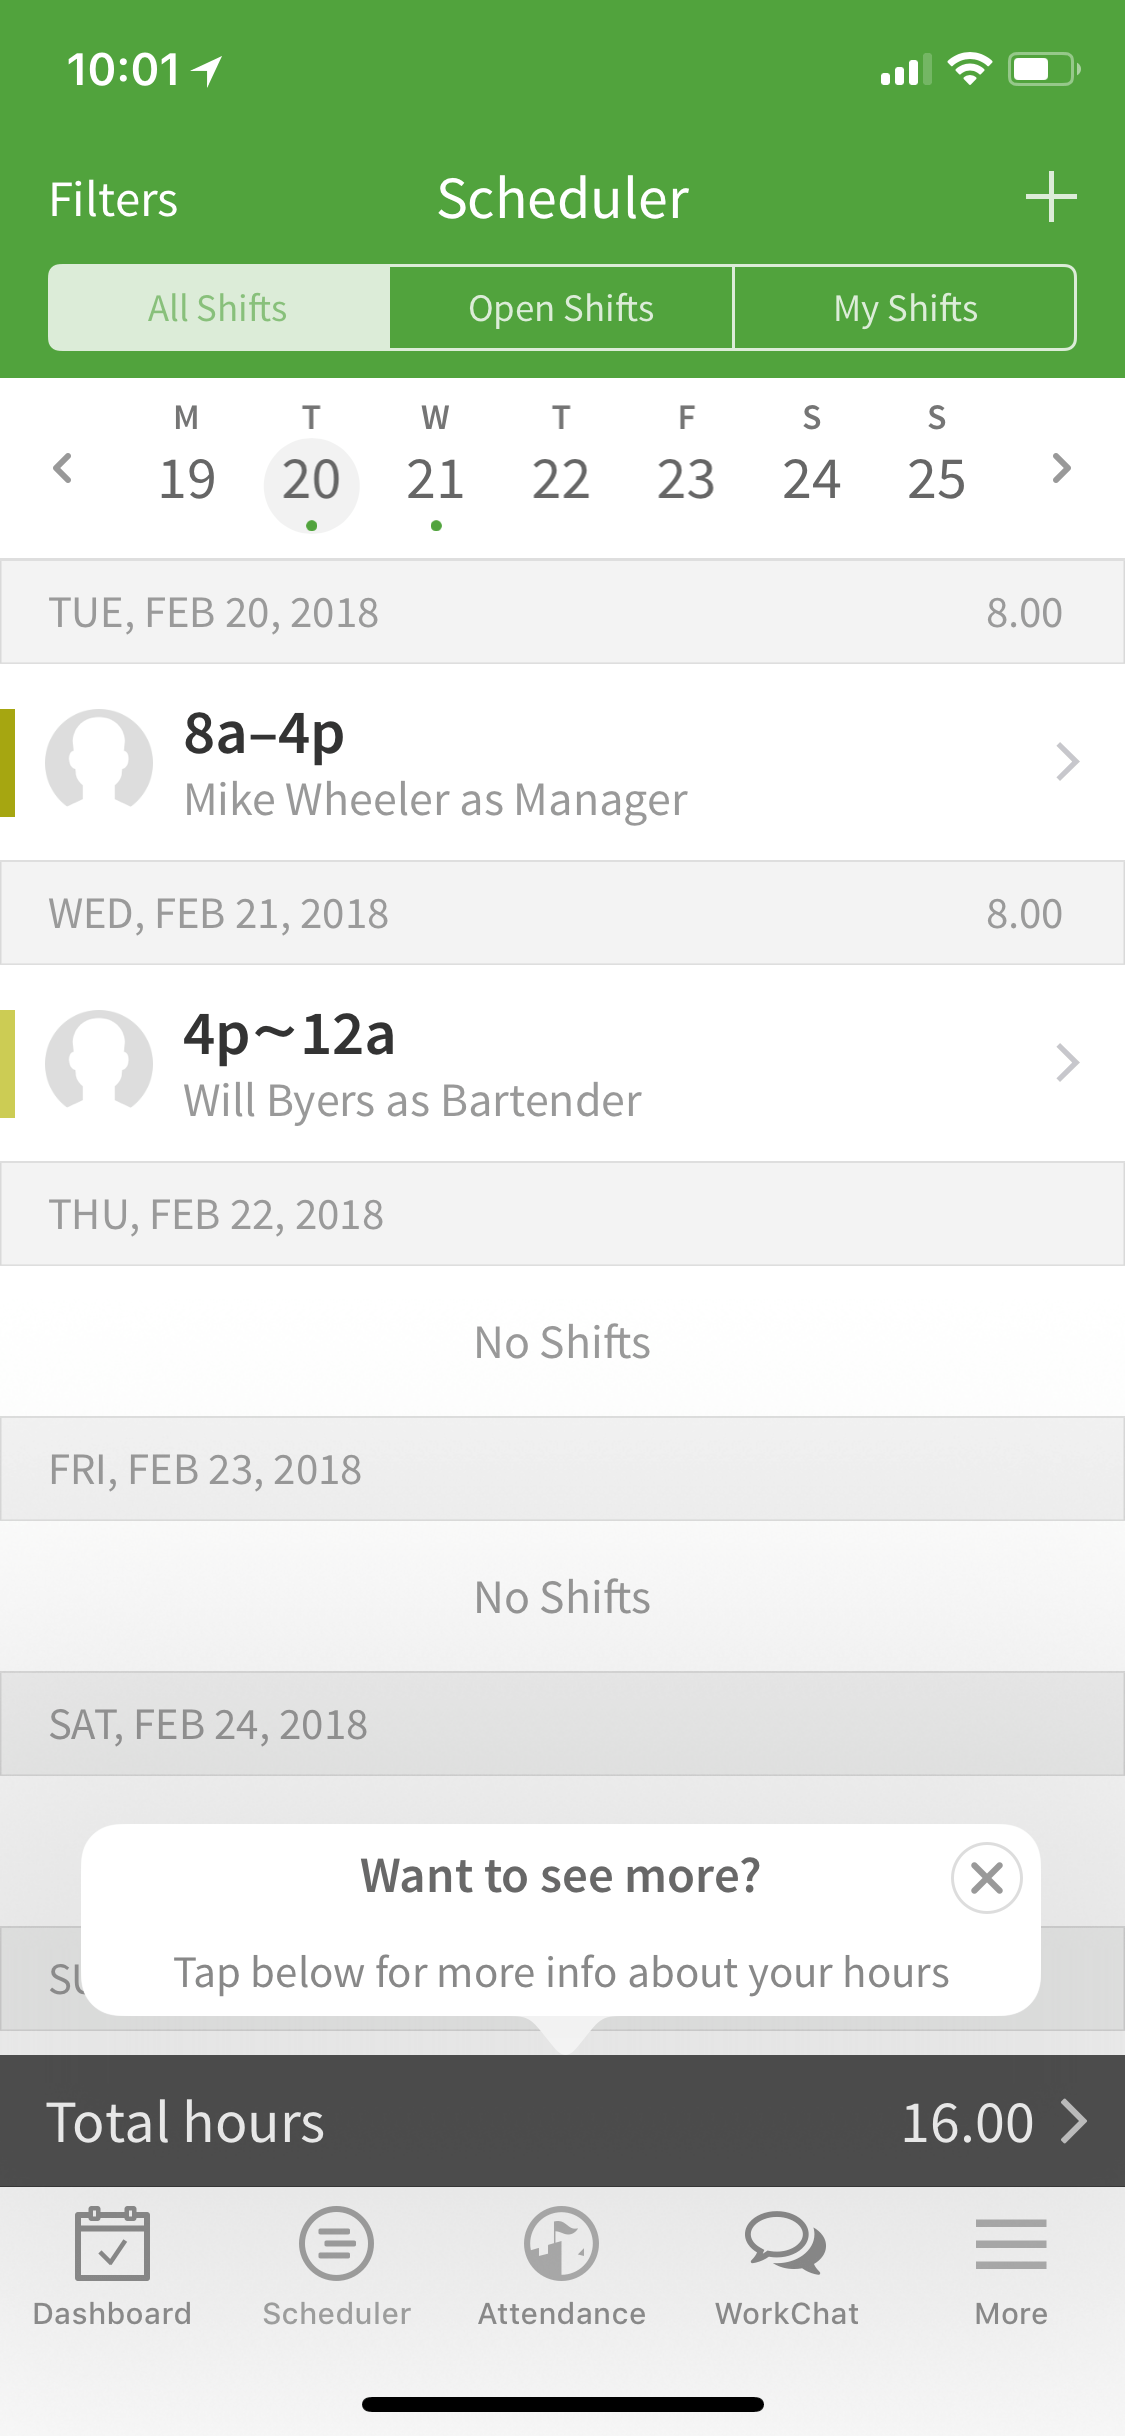 10:01
Filters Scheduler
All Shifts Open Shifts My Shifts
M T W T F S S
19 20 21 22 23 24 25
TUE, FEB 20, 2018 8.00
8a–4p
Mike Wheeler as Manager
WED, FEB 21, 2018 8.00
4p~12a
Will Byers as Bartender
THU, FEB 22, 2018
No Shifts
FRI, FEB 23, 2018
No Shifts
SAT, FEB 24, 2018
Want to see more?
Tap below for more info about your hours
Total hours 16.00
Dashboard Scheduler Attendance WorkChat More